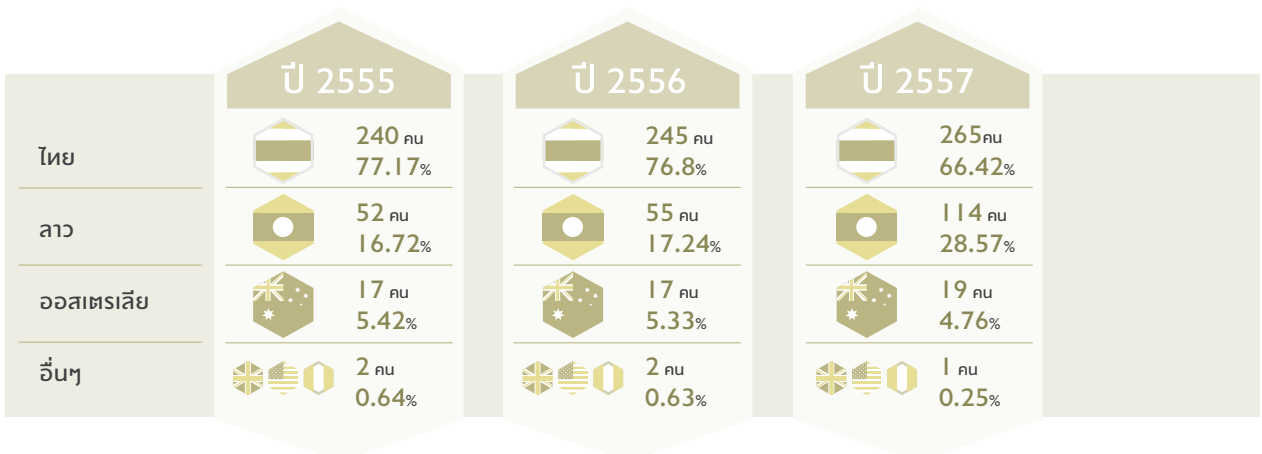 ปี 2555 ปี 2556 ปี 2557
ไทย
240 คน 245 คน 265คน
77.17% 76.8% 66.42%
ลาว
52 คน 55 คน 114 คน
16.72% 17.24% 28.57%
ออสเตรเลีย
17 คน 17 คน 19 คน
5.42% 5.33% 4.76%
อื่นๆ
2 คน 2 คน 1 คน
0.64% 0.63% 0.25%